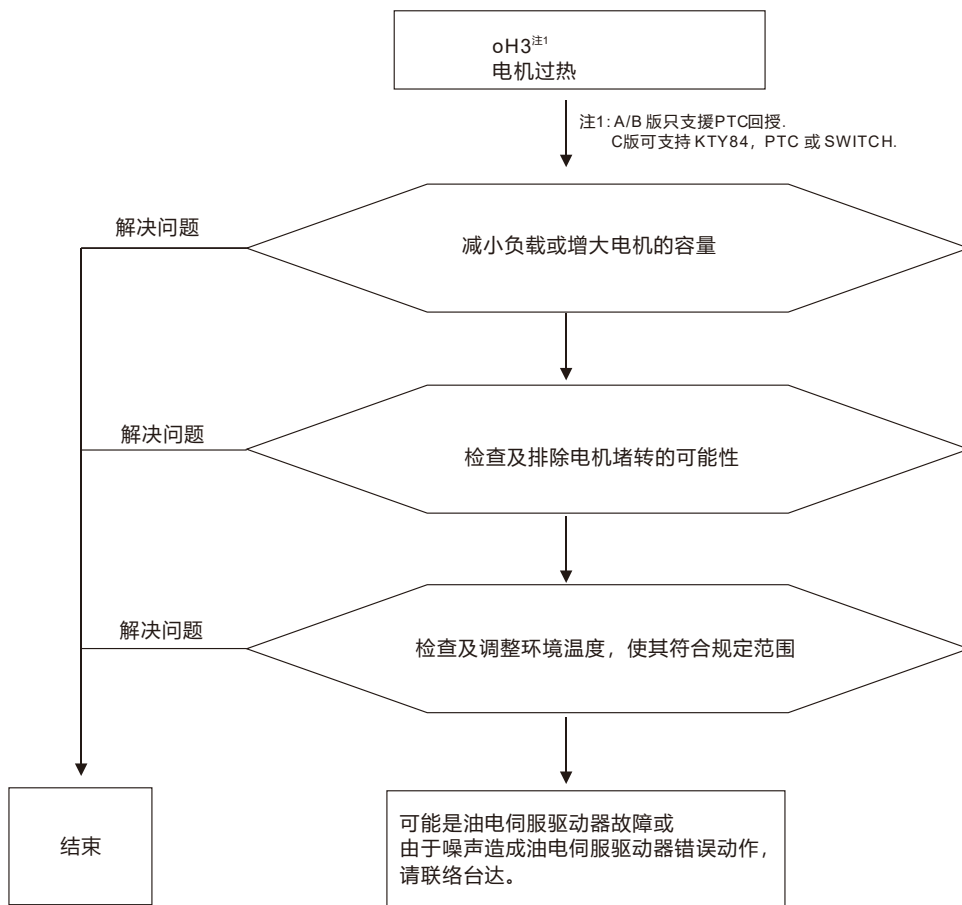 oH3注1
电机过热
注1: A/B 版只支援PTC回授.
C版可支持 KTY84，PTC 或 SWITCH.
解决问题
减小负载或增大电机的容量
解决问题
检查及排除电机堵转的可能性
解决问题
检查及调整环境温度，使其符合规定范围
结束
可能是油电伺服驱动器故障或
由于噪声造成油电伺服驱动器错误动作，
请联络台达。